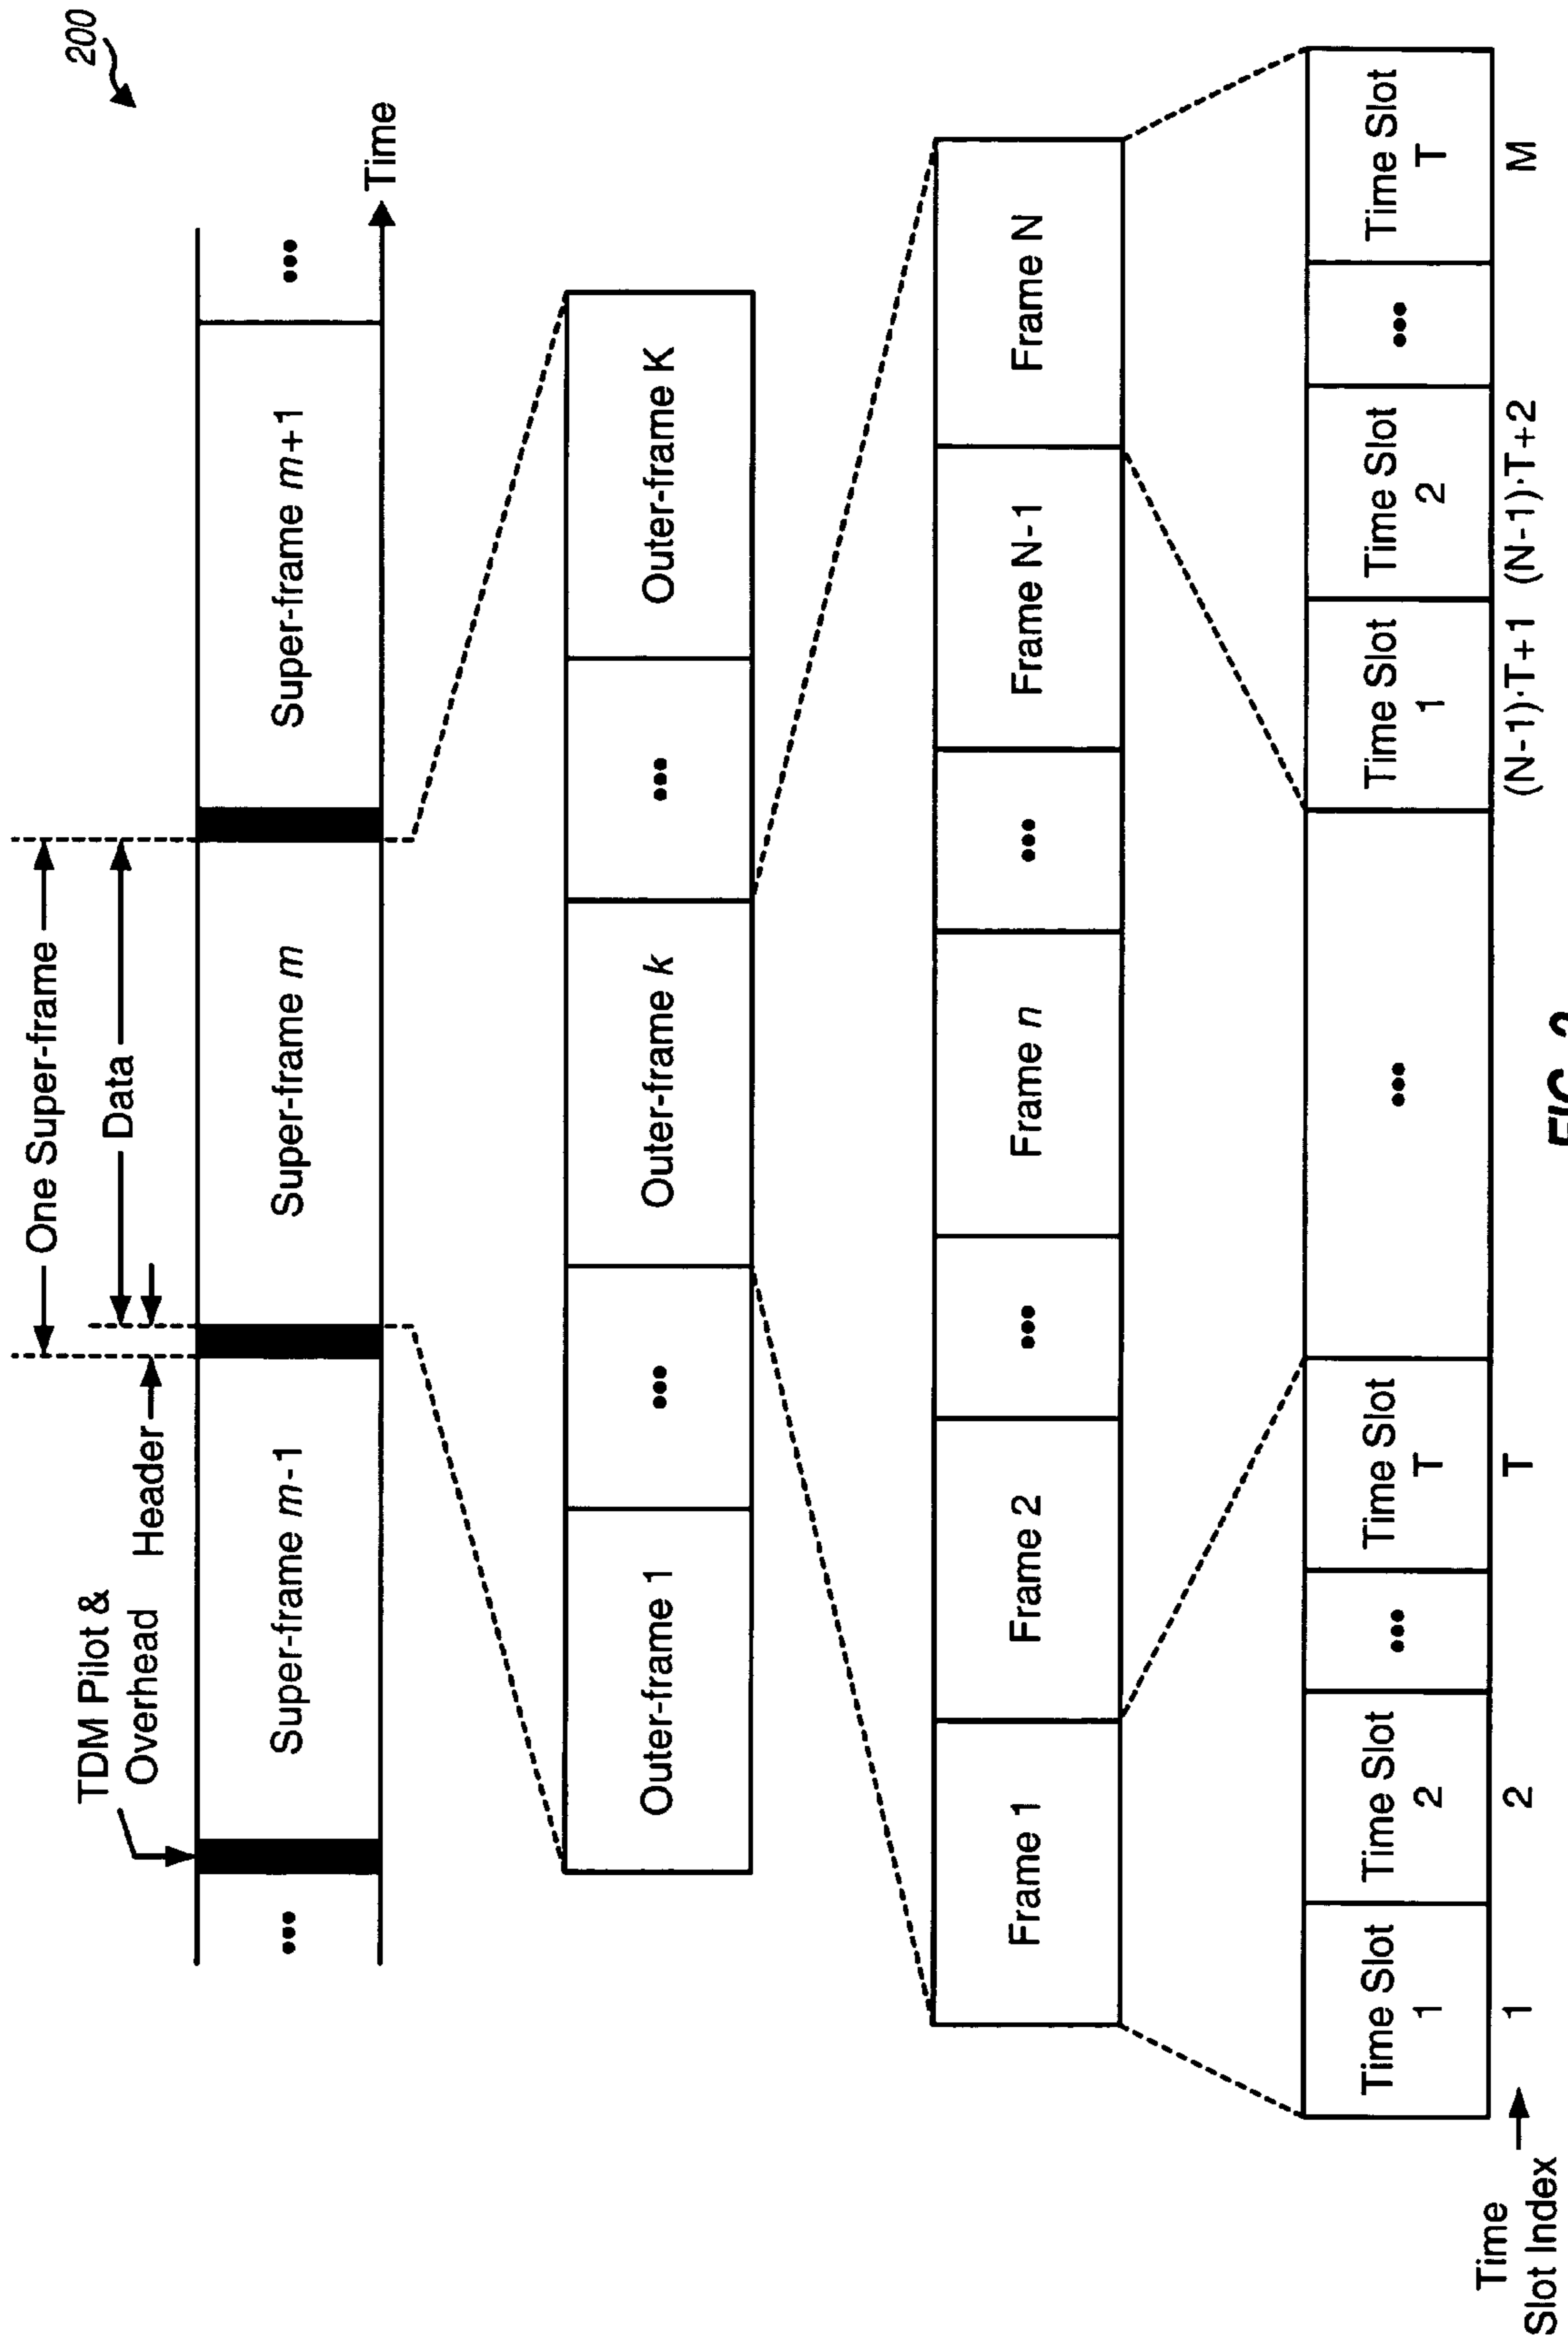 200
One Super-frame
Data
Header
TDM Pilot &
Overhead
••• Super-frame m-1 Super-frame m Super-frame m+1 •••
Time
Outer-frame 1 ••• Outer-frame k ••• Outer-frame K
Frame 1 Frame 2 ••• Frame n ••• Frame N-1 Frame N
Time Slot
1
Time Slot
2
•••
Time Slot
T
•••
Time Slot
1
Time Slot
2
•••
Time Slot
T
Time
Slot Index
1 2 T (N-1)·T+1 (N-1)·T+2 M